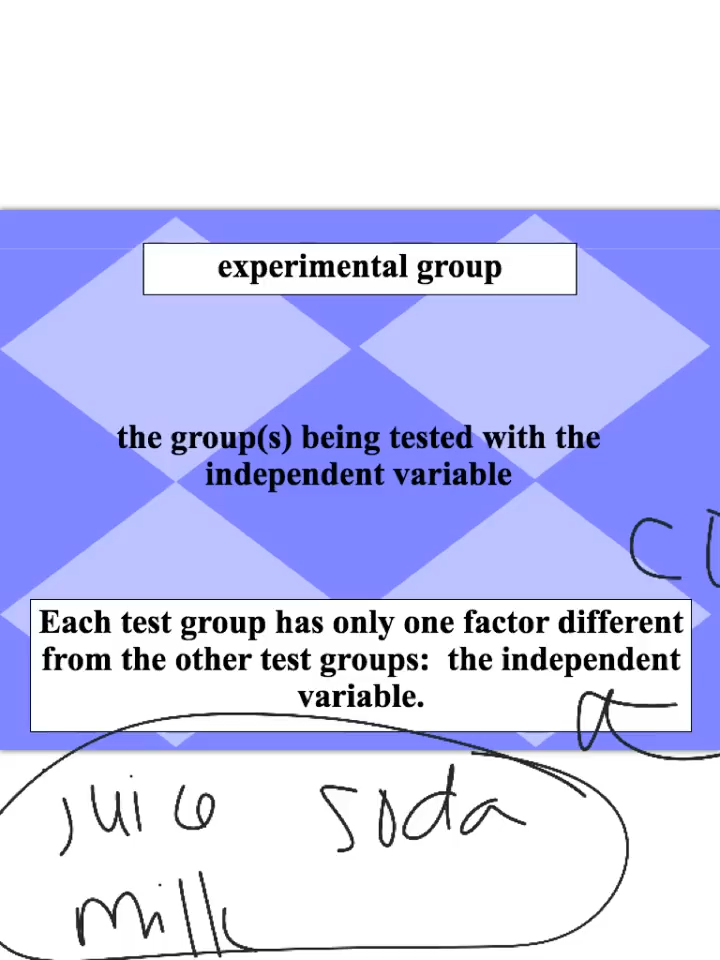 experimental group
the group(s) being tested with the
independent variable
Each test group has only one factor different
from the other test groups:  the independent
variable.
juice soda
milk